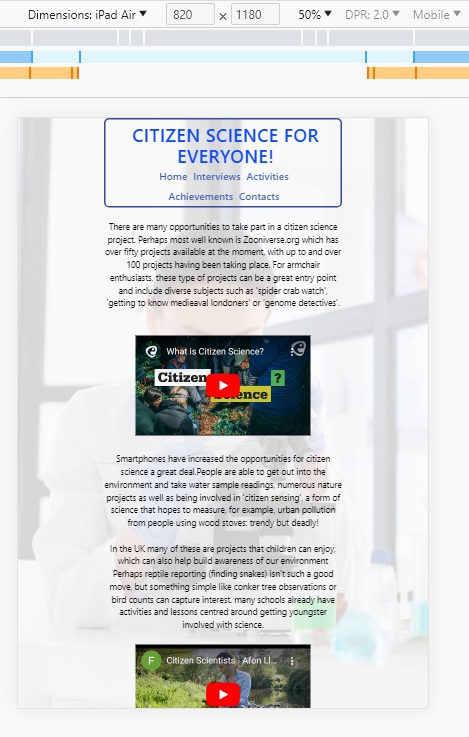 Dimensions: iPad Air ▼ 820 × 1180 50% ▼ DPR: 2.0 ▼ Mobile ▼
CITIZEN SCIENCE FOR
EVERYONE!
Home Interviews Activities
Achievements Contacts
There are many opportunities to take part in a citizen science
project. Perhaps most well known is Zooniverse.org which has
over fifty projects available at the moment, with up to and over
100 projects having been taking place. For armchair
enthusiasts, these type of projects can be a great entry point
and include diverse subjects such as 'spider crab watch',
'getting to know medieaval londoners' or 'genome detectives'.
What is Citizen Science?
Citizen ?
Science
Smartphones have increased the opportunities for citizen
science a great deal.People are able to get out into the
environment and take water sample readings, numerous nature
projects as well as being involved in 'citizen sensing', a form of
science that hopes to measure, for example, urban pollution
from people using wood stoves: trendy but deadly!
In the UK many of these are projects that children can enjoy,
which can also help build awareness of our environment
Perhaps reptile reporting (finding snakes) isn't such a good
move, but something simple like conker tree observations or
bird counts can capture interest. many schools already have
activities and lessons centred around getting youngster
involved with science.
F Citizen Scientists - Afon Ll...